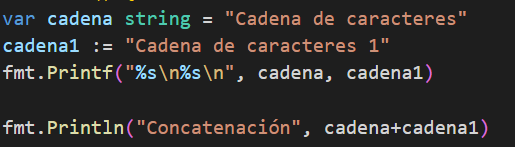 var cadena string = "Cadena de caracteres"
cadena1 := "Cadena de caracteres 1"
fmt.Printf("%s\n%s\n", cadena, cadena1)
fmt.Println("Concatenación", cadena+cadena1)